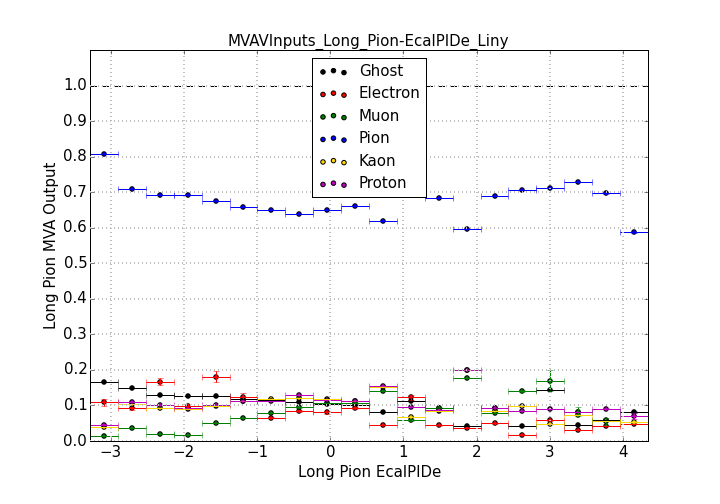 MVAVInputs_Long_Pion-EcalPIDe_Liny
Long Pion MVA Output
1.0
0.9
0.8
0.7
0.6
0.5
0.4
0.3
0.2
0.1
0.0
Ghost
Electron
Muon
Pion
Kaon
Proton
−3 −2 −1 0 1 2 3 4
Long Pion EcalPIDe